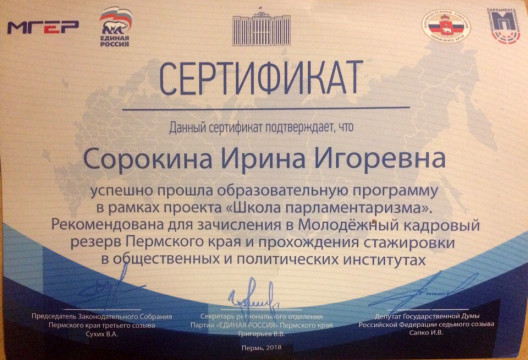 МГЕР
ЕДИНАЯ
РОССИЯ
СЕРТИФИКАТ
Данный сертификат подтверждает, что
Сорокина Ирина Игоревна
успешно прошла образовательную программу
в рамках проекта «Школа парламентаризма».
Рекомендована для зачисления в Молодёжный кадровый
резерв Пермского края и прохождения стажировки
в общественных и политических институтах
Председатель Законодательного Собрания
Пермского края третьего созыва
Сухих В.А.
Секретарь регионального отделения
Партии «ЕДИНАЯ РОССИЯ» Пермского края
Григорьев В.В.
Депутат Государственной Думы
Российской Федерации седьмого созыва
Сапко И.В.
Пермь, 2018